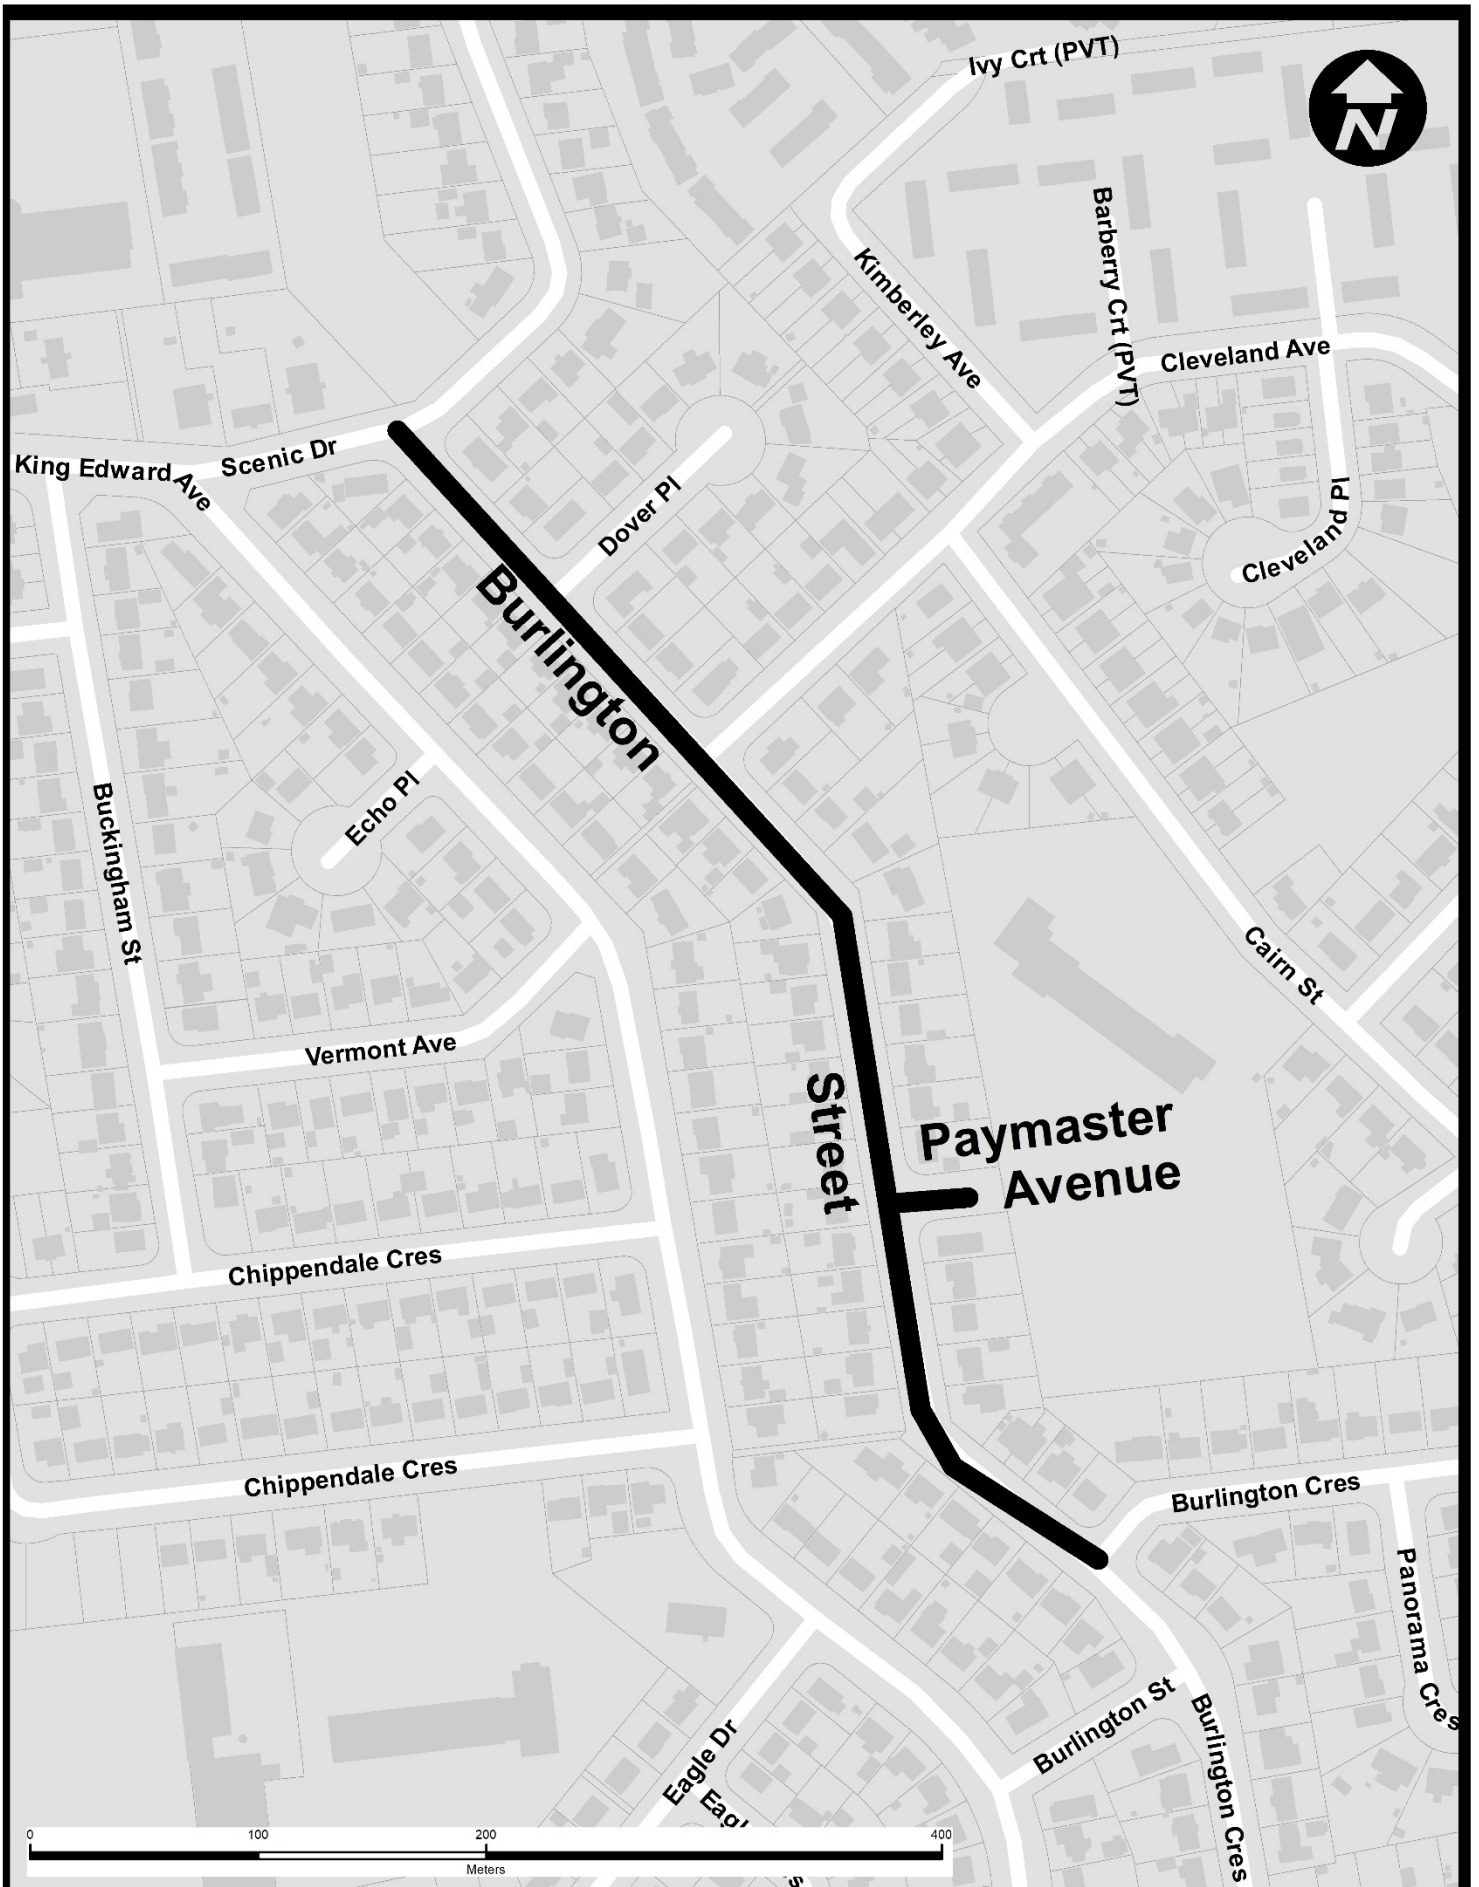 Ivy Crt (PVT)
N
Barberry Crt (PVT)
Kimberley Ave
Cleveland Ave
Scenic Dr
King Edward Ave
Dover Pl
Cleveland Pl
Burlington
Echo Pl
Buckingham St
Cairn St
Vermont Ave
Street
Paymaster
Avenue
Chippendale Cres
Chippendale Cres
Burlington Cres
Panorama Cres
Burlington St
Burlington Cres
Eagle Dr
0 100 200 400
Meters